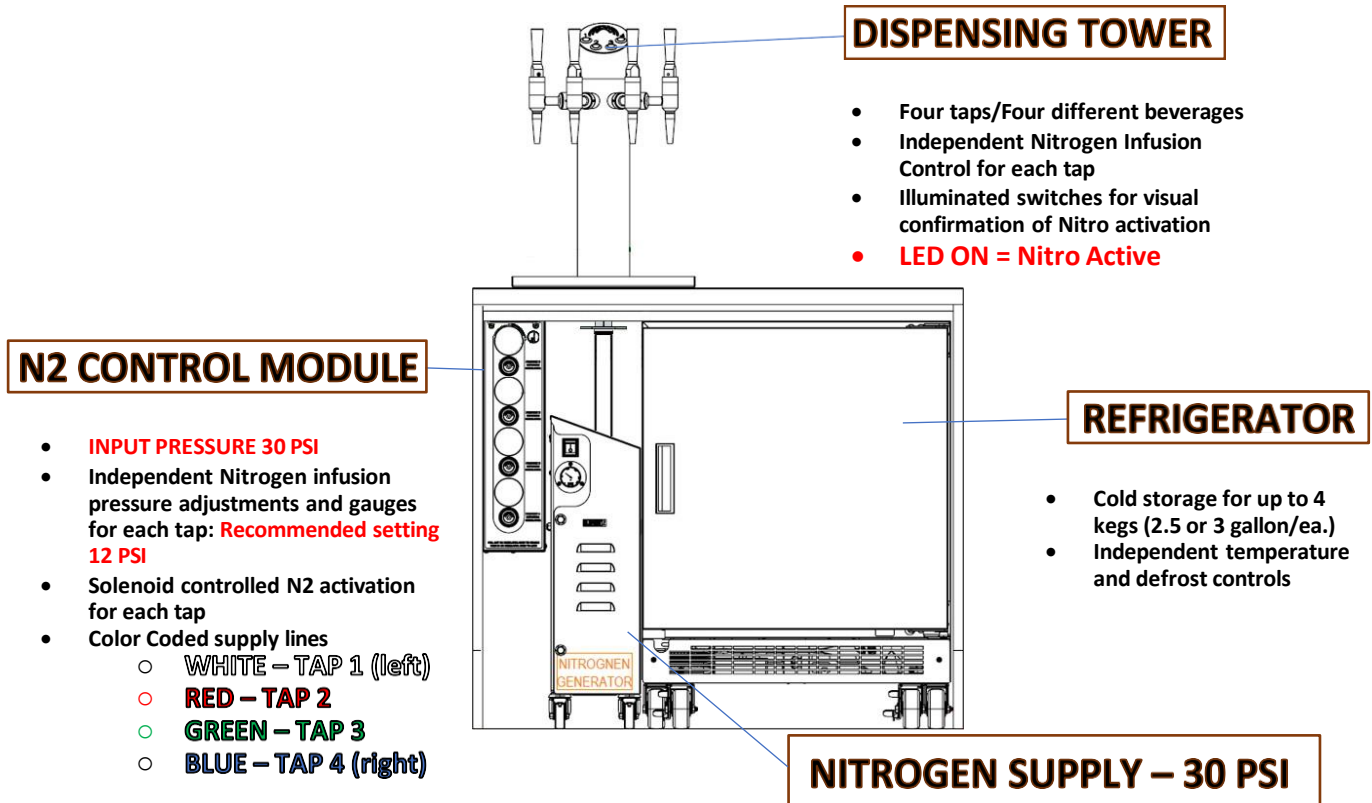 DISPENSING TOWER
• Four taps/Four different beverages
• Independent Nitrogen Infusion
Control for each tap
• Illuminated switches for visual
confirmation of Nitro activation
• LED ON = Nitro Active
N2 CONTROL MODULE
• INPUT PRESSURE 30 PSI
• Independent Nitrogen infusion
pressure adjustments and gauges
for each tap: Recommended setting
12 PSI
• Solenoid controlled N2 activation
for each tap
• Color Coded supply lines
○ WHITE – TAP 1 (left)
○ RED – TAP 2
○ GREEN – TAP 3
○ BLUE – TAP 4 (right)
REFRIGERATOR
• Cold storage for up to 4
kegs (2.5 or 3 gallon/ea.)
• Independent temperature
and defrost controls
NITROGNEN
GENERATOR
NITROGEN SUPPLY – 30 PSI